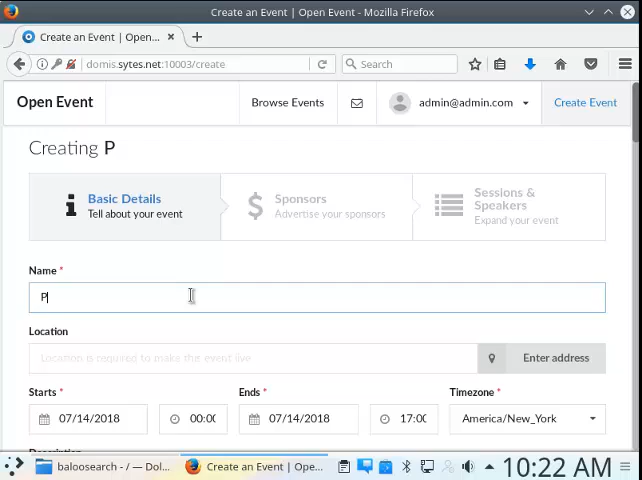 Create an Event | Open Event - Mozilla Firefox
Create an Event | Open...
domis.sytes.net:10003/create
Search
Open Event
Browse Events
admin@admin.com
Create Event
Creating P
Basic Details
Tell about your event
Sponsors
Advertise your sponsors
Sessions &
Speakers
Expand your event
Name *
P
Location
Location is required to make the event live
Enter address
Starts *
Ends *
Timezone *
07/14/2018
00:00
07/14/2018
17:00
America/New_York
Description
baloosearch - / — Dol...
Create an Event | Open...
10:22 AM